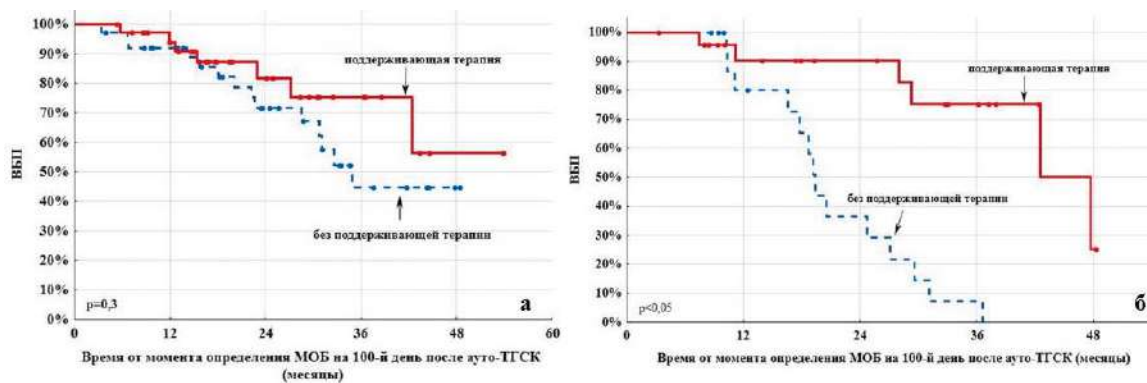 а
100%
90%
80%
70%
60%
50%
40%
30%
20%
10%
0%
ВБП
поддерживающая терапия
без поддерживающей терапии
p=0,3
а
0
12
24
36
48
60
Время от момента определения МОБ на 100-й день после ауто-ТГСК
(месяцы)
б
100%
90%
80%
70%
60%
50%
40%
30%
20%
10%
0%
ВБП
поддерживающая терапия
без поддерживающей терапии
p<0,05
б
12
24
36
48
Время от момента определения МОБ на 100-й день после ауто-ТГСК (месяцы)